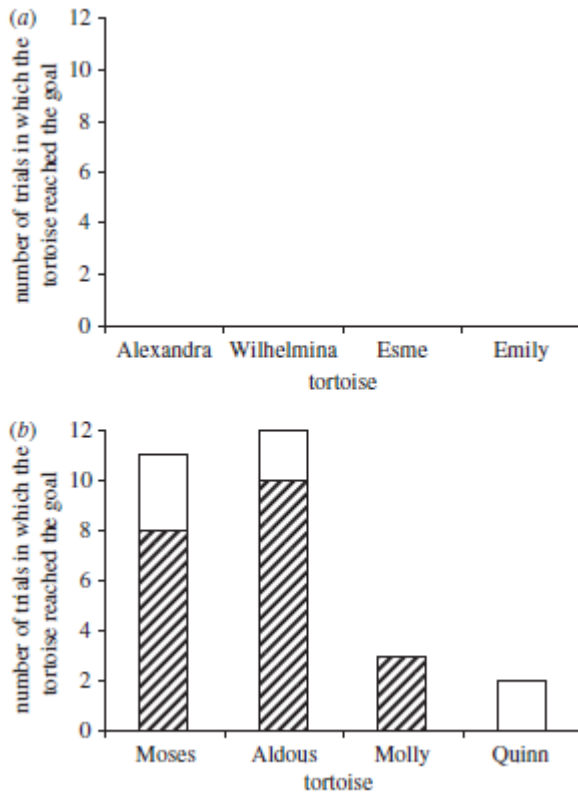 (a)
number of trials in which the
tortoise reached the goal
12
10
8
6
4
2
0
Alexandra Wilhelmina Esme Emily
tortoise
(b)
number of trials in which the
tortoise reached the goal
12
10
8
6
4
2
0
Moses Aldous Molly Quinn
tortoise